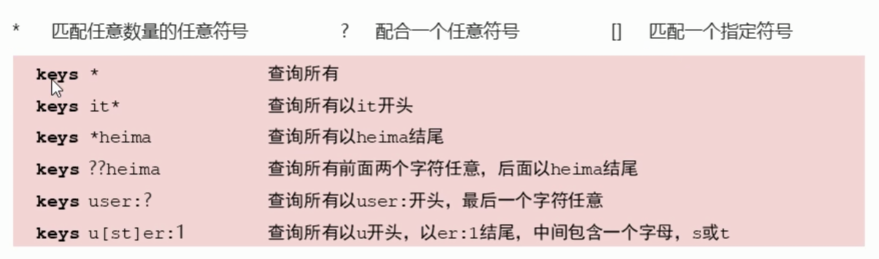 * 匹配任意数量的任意符号 ? 配合一个任意符号 [] 匹配一个指定符号
keys * 查询所有
keys it* 查询所有以it开头
keys *heima 查询所有以heima结尾
keys ??heima 查询所有前面两个字符任意，后面以heima结尾
keys user:? 查询所有以user:开头，最后一个字符任意
keys u[st]er:1 查询所有以u开头，以er:1结尾，中间包含一个字母，s或t